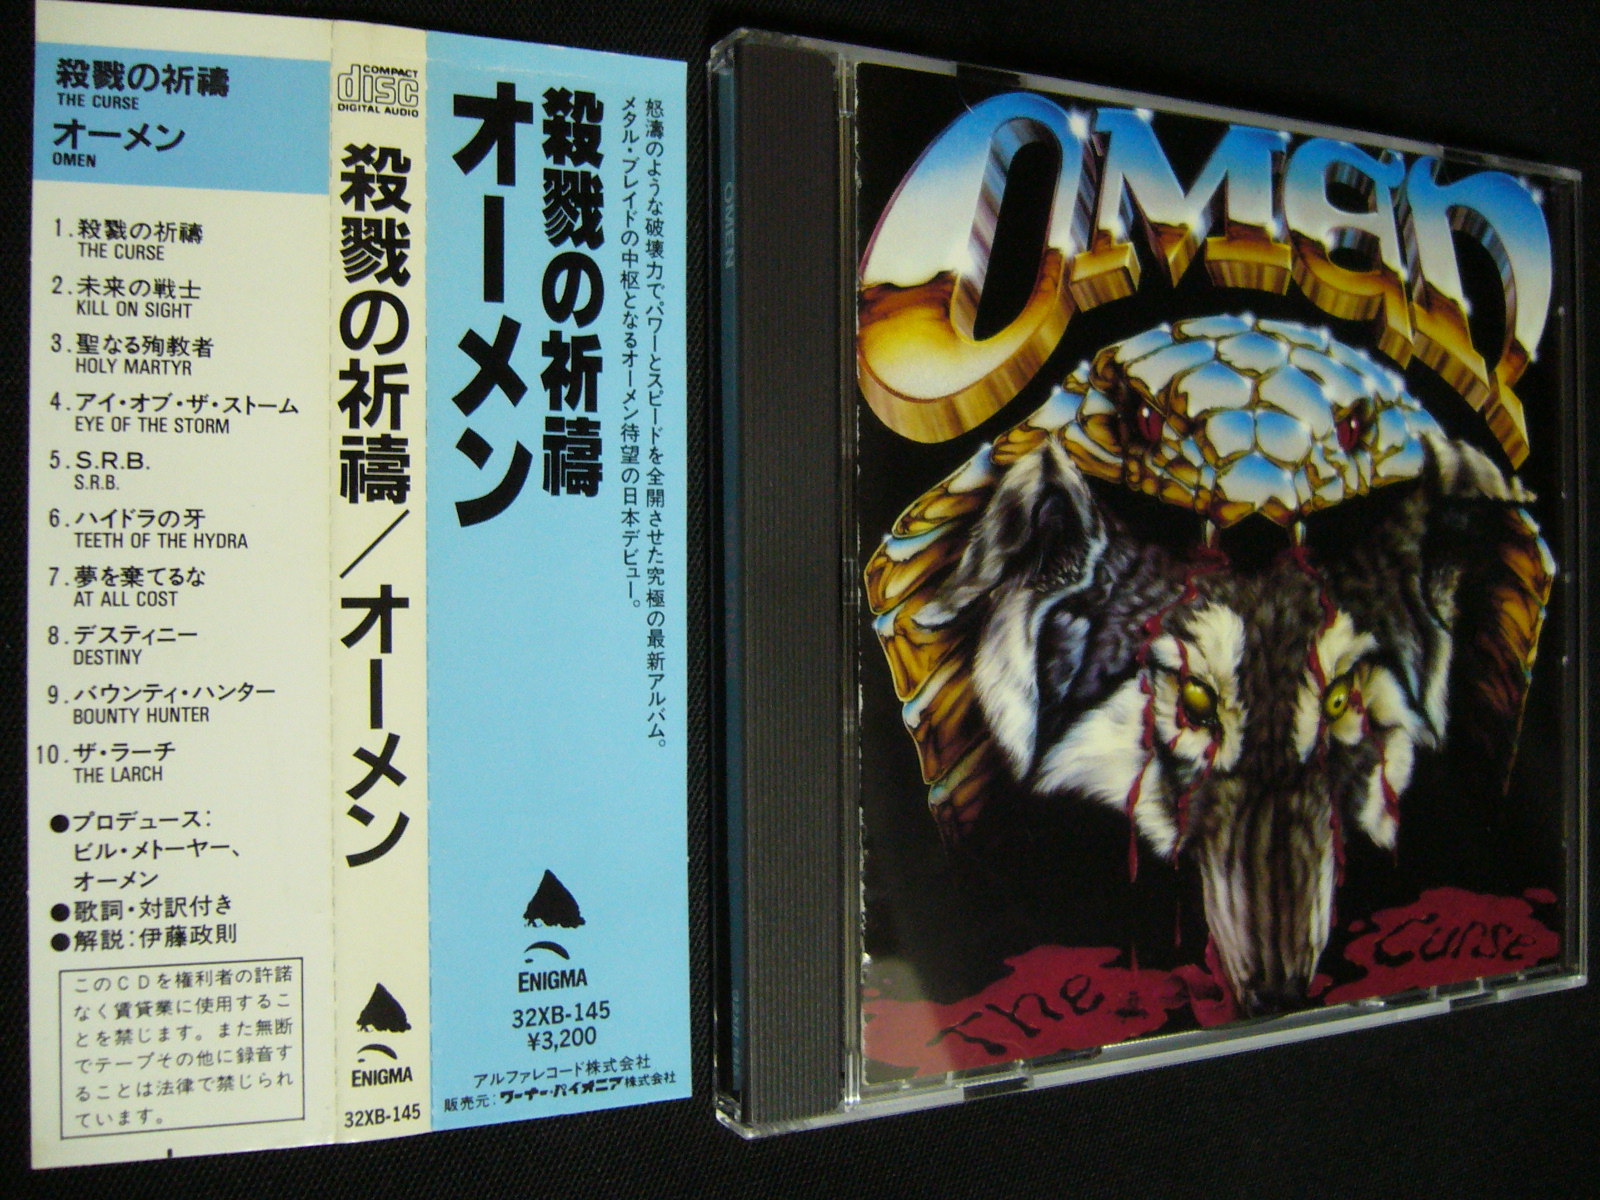 殺戮の祈禱
THE CURSE
オーメン
OMEN
1. 殺戮の祈禱
THE CURSE
2. 未来の戦士
KILL ON SIGHT
3. 聖なる殉教者
HOLY MARTYR
4. アイ・オブ・ザ・ストーム
EYE OF THE STORM
5. S.R.B.
S.R.B.
6. ハイドラの牙
TEETH OF THE HYDRA
7. 夢を棄てるな
AT ALL COST
8. デスティニー
DESTINY
9. バウンティ・ハンター
BOUNTY HUNTER
10. ザ・ラーチ
THE LARCH
●プロデュース:
ビル・メトーヤー、
オーメン
●歌詞・対訳付き
●解説:伊藤政則
このCDを権利者の許諾
なく賃貸業に使用するこ
とを禁じます。また無断
でテープその他に録音す
ることは法律で禁じられ
ています。
COMPACT
disc
DIGITAL AUDIO
殺戮の祈禱/オーメン
ENIGMA
32XB-145
怒濤のような破壊力で、パワーとスピードを全開させた究極の最新アルバム。
メタル・ブレイドの中枢となるオーメン待望の日本デビュー。
殺戮の祈禱
オーメン
ENIGMA
32XB-145
¥3,200
アルファレコード株式会社
販売元:ワーナー・パイオニア株式会社
OMEN
OMEN
The Curse